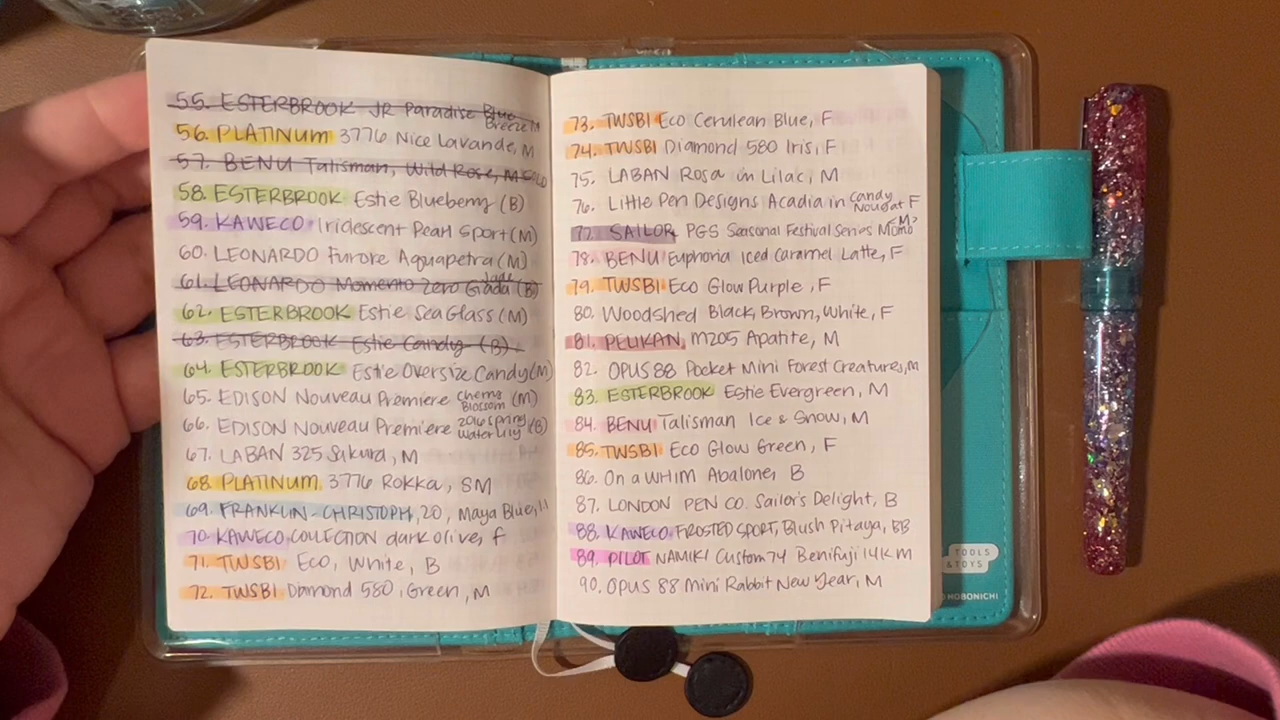 55. ESTERBROOK JR Paradise Blue Breeze M
56. PLATINUM 3776 Nice Lavande, M
57. BENU Talisman, Wild Rose, M SOLD
58. ESTERBROOK Estie Blueberry (B)
59. KAWECO Iridescent Pearl Sport (M)
60. LEONARDO Furore Aquapetra (M)
61. LEONARDO Momento Zero Grada Jade (B)
62. ESTERBROOK Estie Sea Glass (M)
63. ESTERBROOK Estie Candy (B).
64. ESTERBROOK Estie Oversize Candy (M)
65. EDISON Nouveau Premiere Cherry Blossom (M)
66. EDISON Nouveau Premiere 2016 spring Water Lily (B)
67. LABAN 325 Sakura, M
68. PLATINUM 3776 ROKKA, SM
69. FRANKLIN-CHRISTOPH, 20, Maya Blue, M
70. KAWECO COLLECTION dark olive, f
71. TWSBI Eco, White, B
72. TWSBI Diamond 580, Green, M
73. TWSBI Eco Cerulean Blue, F
74. TWSBI Diamond 580 Iris, F
75. LABAN Rosa in Lilac, M
76. Little Pen Designs Acadia in Candy Nougat F
77. SAILOR PGS Seasonal Festival Series Momo M
78. BENU Euphoria Iced Caramel Latte, F
79. TWSBI Eco Glow Purple, F
80. Woodshed Black, Brown, White, F
81. PELIKAN, M205 Apatite, M
82. OPUS 88 Pocket Mini Forest Creatures, M
83. ESTERBROOK Estie Evergreen, M
84. BENU Talisman Ice & Snow, M
85. TWSBI Eco Glow Green, F
86. On a WHIM Abalone, B
87. LONDON PEN CO. Sailor's Delight, B
88. KAWECO FROSTED SPORT, Blush Pitaya, BB
89. PILOT NAMIKI Custom 74 Benifuji 14K M
90. OPUS 88 Mini Rabbit New Year, M
TOOLS
& TOYS
HOBONICHI